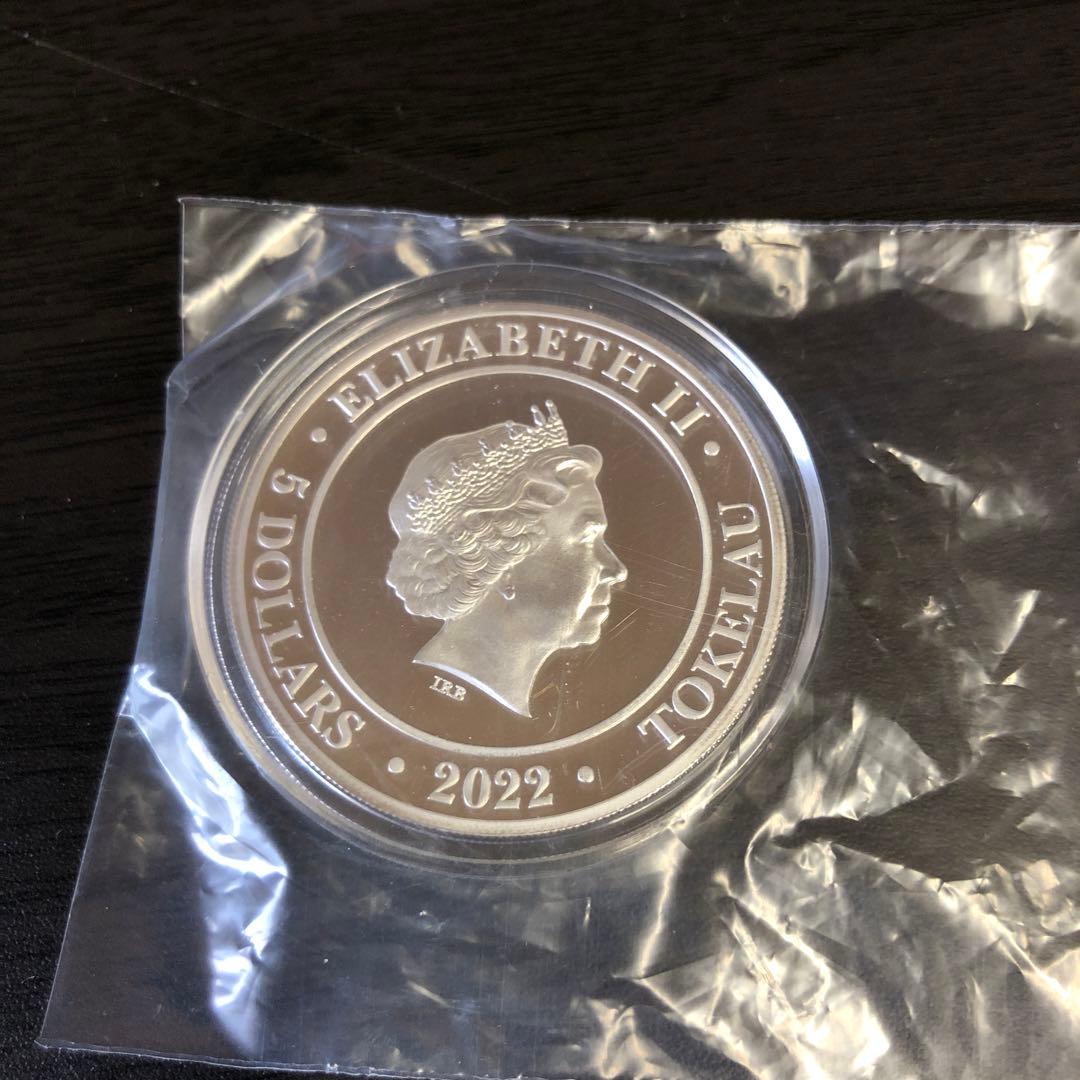 ELIZABETH II
TOKELAU
2022
5 DOLLARS
IRB